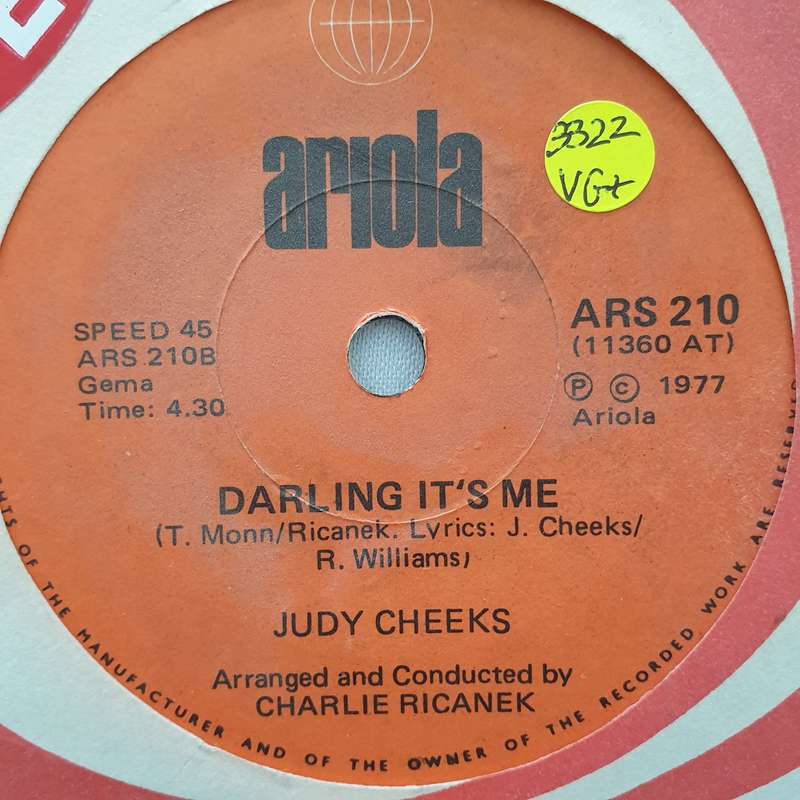 E
ariola
3322
VG+
SPEED 45
ARS 210B
Gema
Time: 4.30
ARS 210
(11360 AT)
Ⓟ © 1977
Ariola
DARLING IT'S ME
(T. Monn/Ricanek. Lyrics: J. Cheeks/
R. Williams)
JUDY CHEEKS
Arranged and Conducted by
CHARLIE RICANEK
HTS OF THE MANUFACTURER AND OF THE OWNER OF THE RECORDED WORK ARE RESERVED